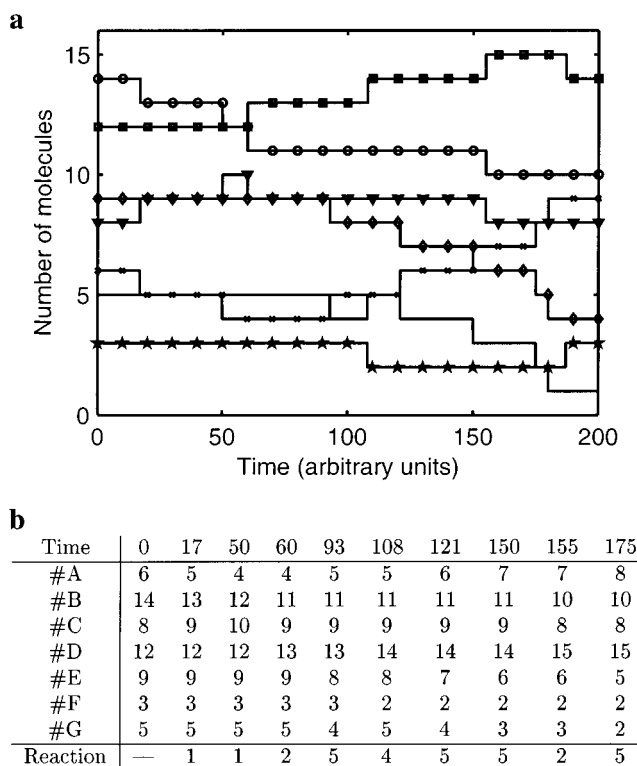 a
15
10
5
0
Number of molecules
0 50 100 150 200
Time (arbitrary units)
b
Time 0 17 50 60 93 108 121 150 155 175
#A 6 5 4 4 5 5 6 7 7 8
#B 14 13 12 11 11 11 11 11 10 10
#C 8 9 10 9 9 9 9 9 8 8
#D 12 12 12 13 13 14 14 14 15 15
#E 9 9 9 9 8 8 7 6 6 5
#F 3 3 3 3 3 2 2 2 2 2
#G 5 5 5 5 4 5 4 3 3 2
Reaction — 1 1 2 5 4 5 5 2 5